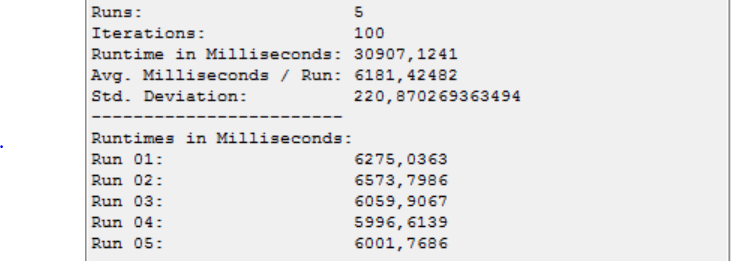 Runs: 5
Iterations: 100
Runtime in Milliseconds: 30907,1241
Avg. Milliseconds / Run: 6181,42482
Std. Deviation: 220,870269363494
------------------------
Runtimes in Milliseconds:
Run 01: 6275,0363
Run 02: 6573,7986
Run 03: 6059,9067
Run 04: 5996,6139
Run 05: 6001,7686